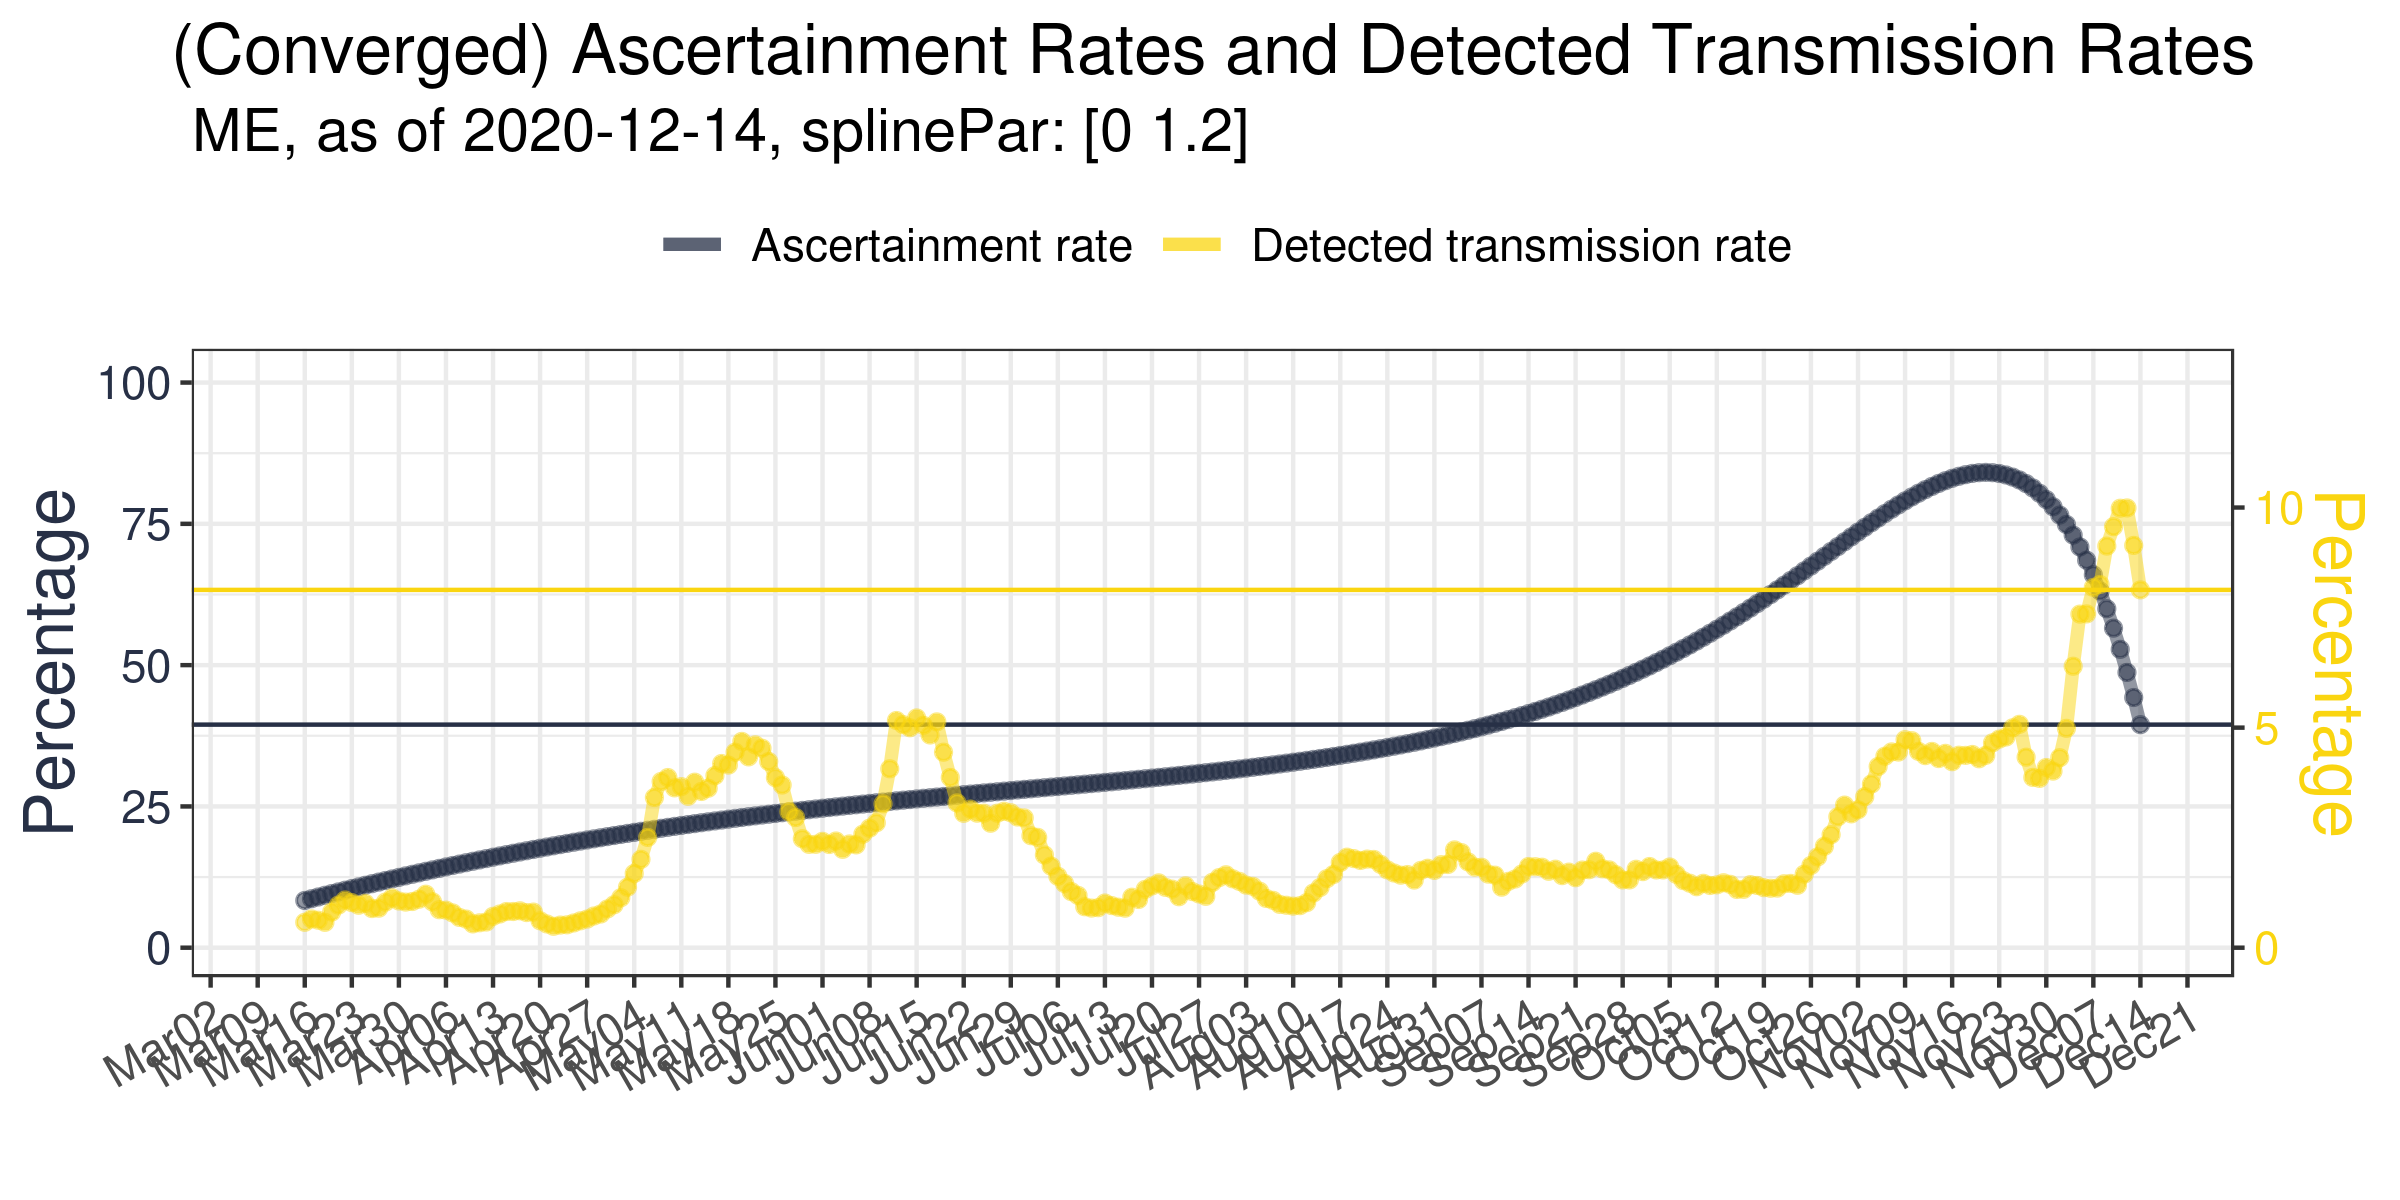 (Converged) Ascertainment Rates and Detected Transmission Rates
ME, as of 2020-12-14, splinePar: [0 1.2]
Ascertainment rate Detected transmission rate
100
75
50
25
0
Percentage
10
5
0
Percentage
Mar02 Mar09 Mar16 Mar23 Mar30 Apr06 Apr13 Apr20 Apr27 May04 May11 May18 May25 Jun01 Jun08 Jun15 Jun22 Jun29 Jul06 Jul13 Jul20 Jul27 Aug03 Aug10 Aug17 Aug24 Aug31 Sep07 Sep14 Sep21 Sep28 Oct05 Oct12 Oct19 Oct26 Nov02 Nov09 Nov16 Nov23 Nov30 Dec07 Dec14 Dec21